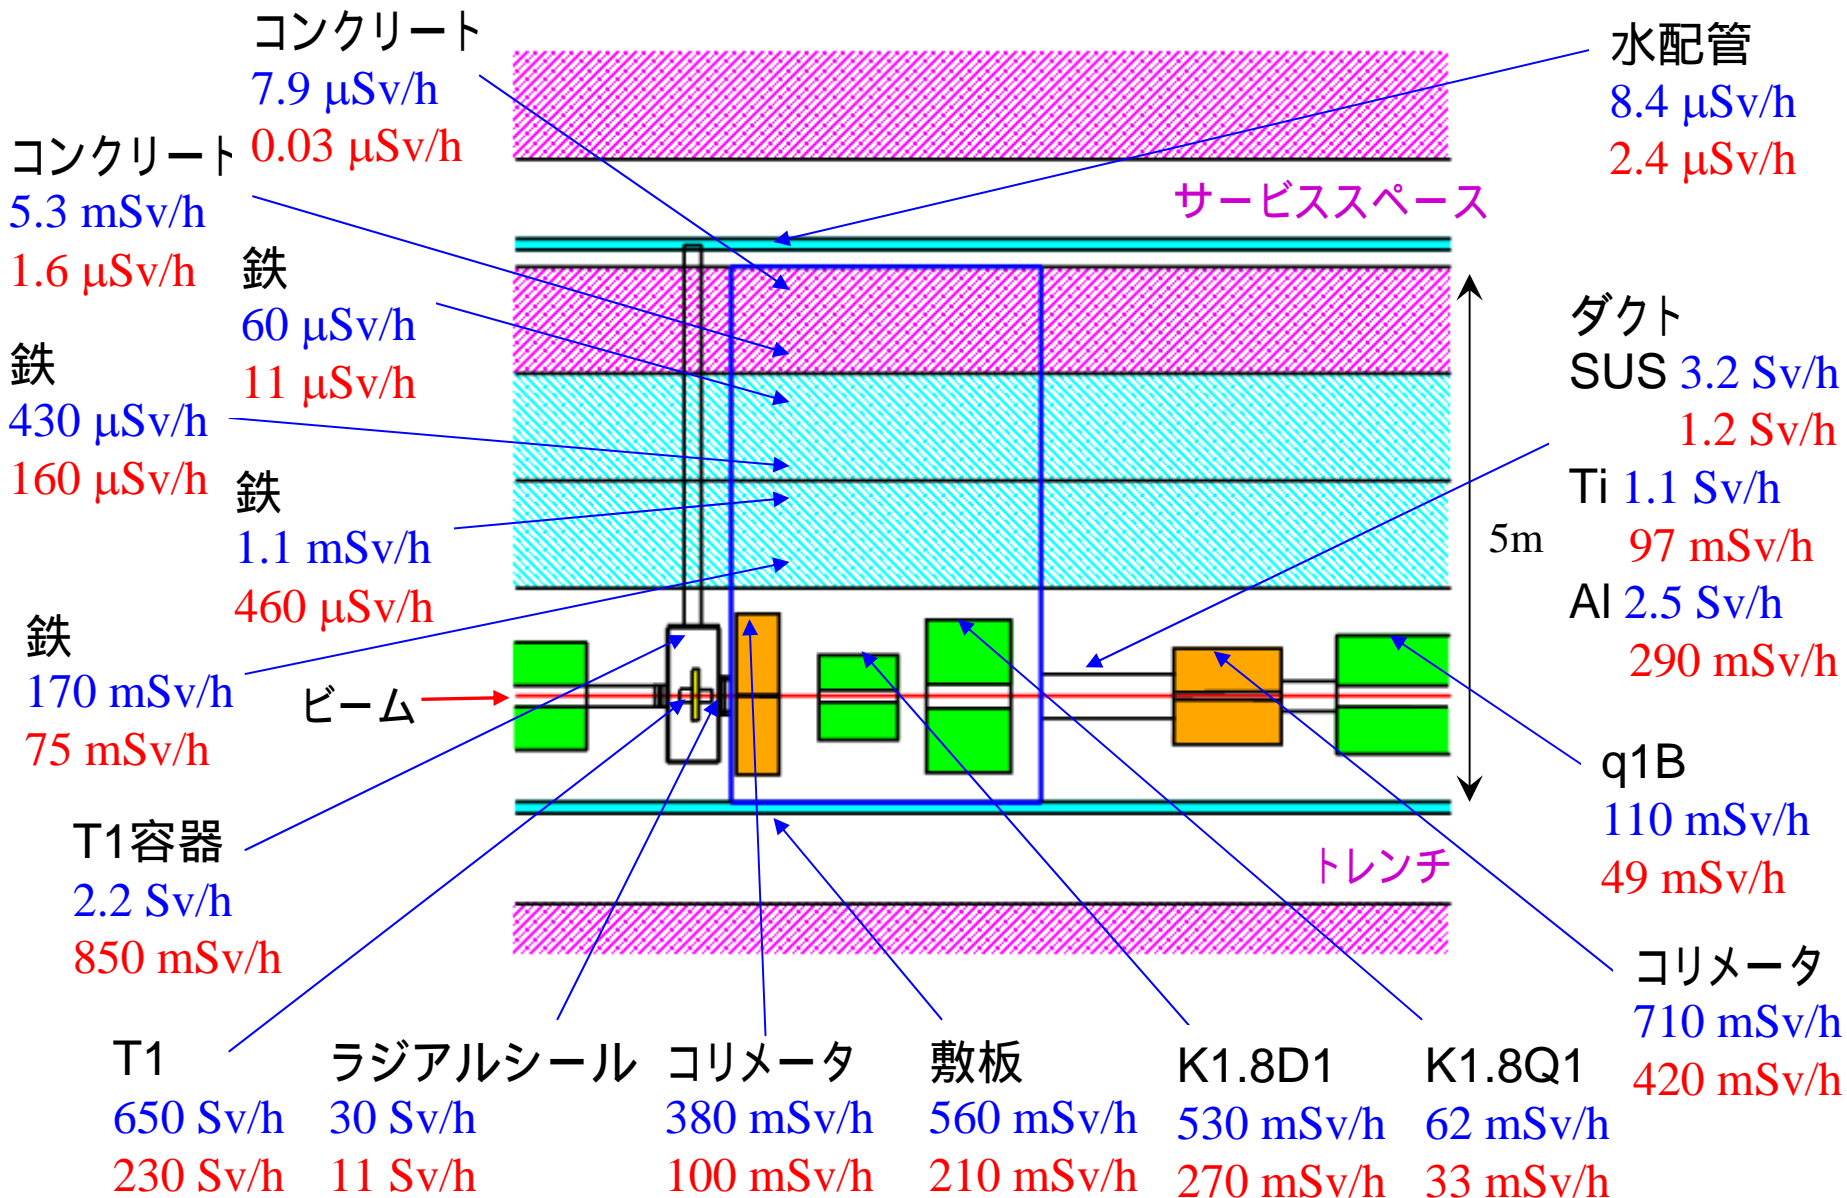 コンクリート
7.9 μSv/h
0.03 μSv/h
水配管
8.4 μSv/h
2.4 μSv/h
コンクリート
5.3 mSv/h
1.6 μSv/h
サービススペース
鉄
60 μSv/h
11 μSv/h
鉄
430 μSv/h
160 μSv/h
ダクト
SUS 3.2 Sv/h
1.2 Sv/h
Ti 1.1 Sv/h
97 mSv/h
Al 2.5 Sv/h
290 mSv/h
鉄
1.1 mSv/h
460 μSv/h
5m
鉄
170 mSv/h
75 mSv/h
ビーム
q1B
110 mSv/h
49 mSv/h
T1容器
2.2 Sv/h
850 mSv/h
トレンチ
コリメータ
710 mSv/h
420 mSv/h
T1
650 Sv/h
230 Sv/h
ラジアルシール
30 Sv/h
11 Sv/h
コリメータ
380 mSv/h
100 mSv/h
敷板
560 mSv/h
210 mSv/h
K1.8D1
530 mSv/h
270 mSv/h
K1.8Q1
62 mSv/h
33 mSv/h